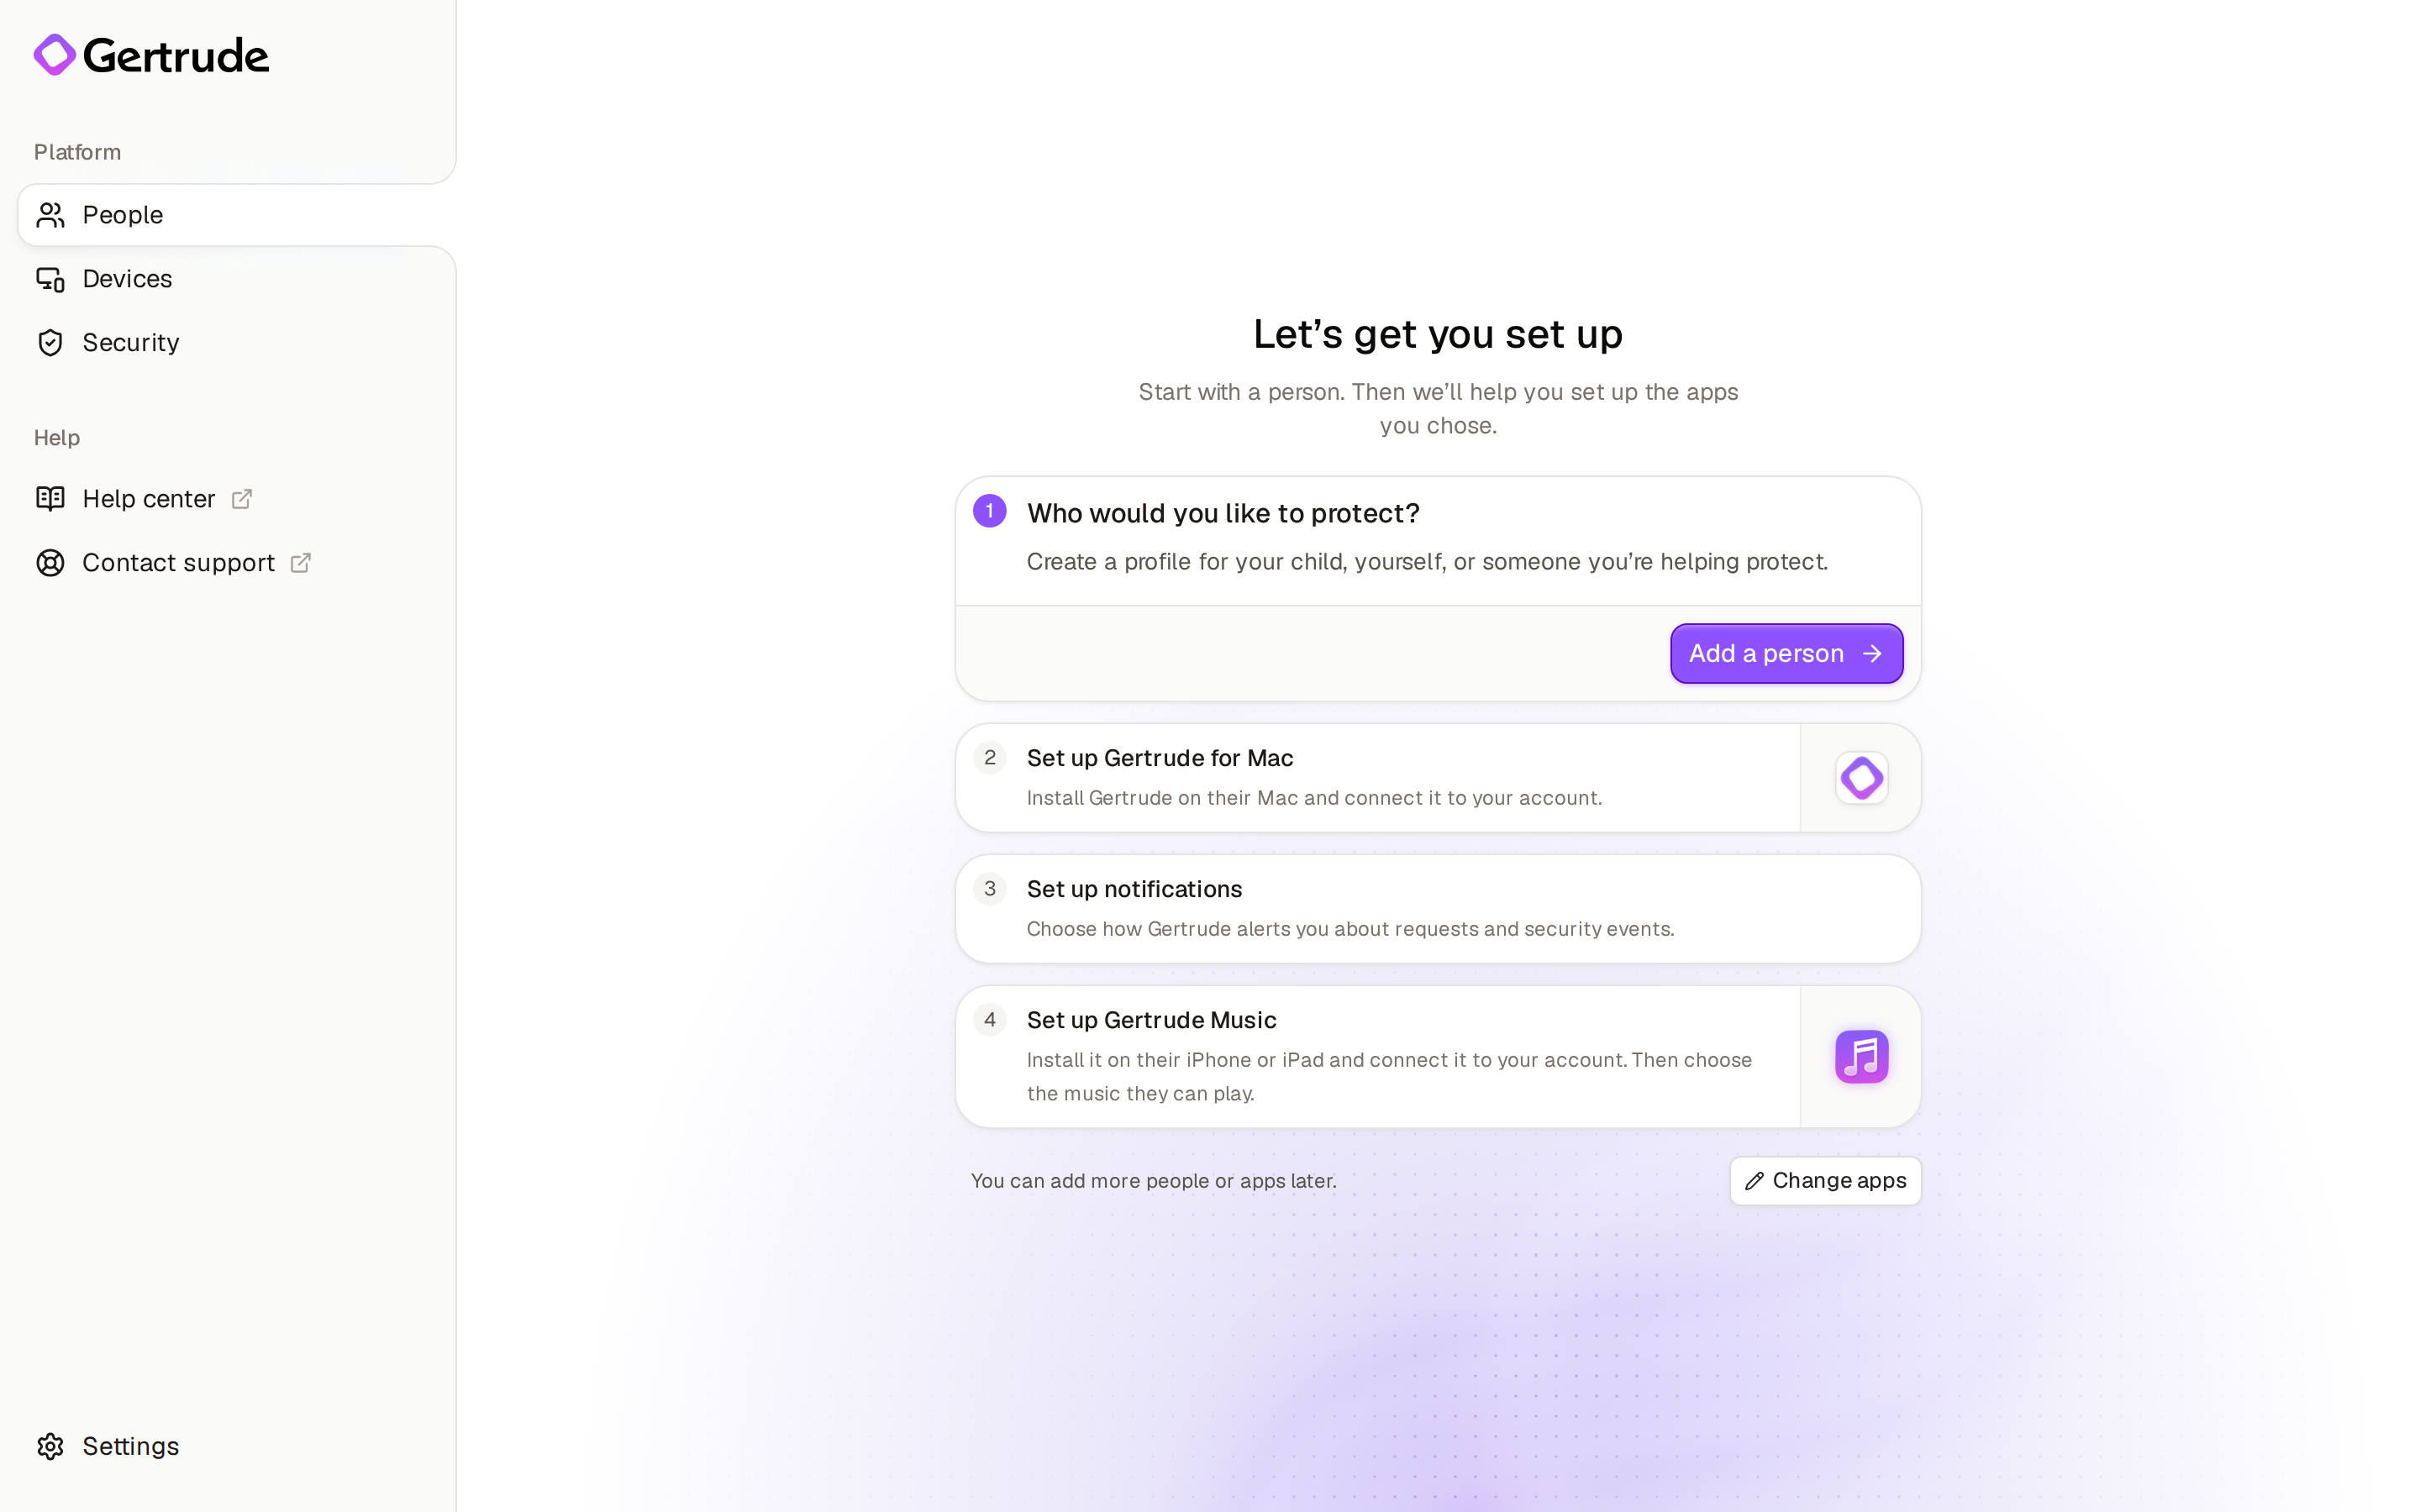 Gertrude
Platform
People
Devices
Security
Help
Help center
Contact support
Settings
Let’s get you set up
Start with a person. Then we’ll help you set up the apps
you chose.
1
Who would you like to protect?
Create a profile for your child, yourself, or someone you’re helping protect.
Add a person
2
Set up Gertrude for Mac
Install Gertrude on their Mac and connect it to your account.
3
Set up notifications
Choose how Gertrude alerts you about requests and security events.
4
Set up Gertrude Music
Install it on their iPhone or iPad and connect it to your account. Then choose
the music they can play.
You can add more people or apps later.
Change apps